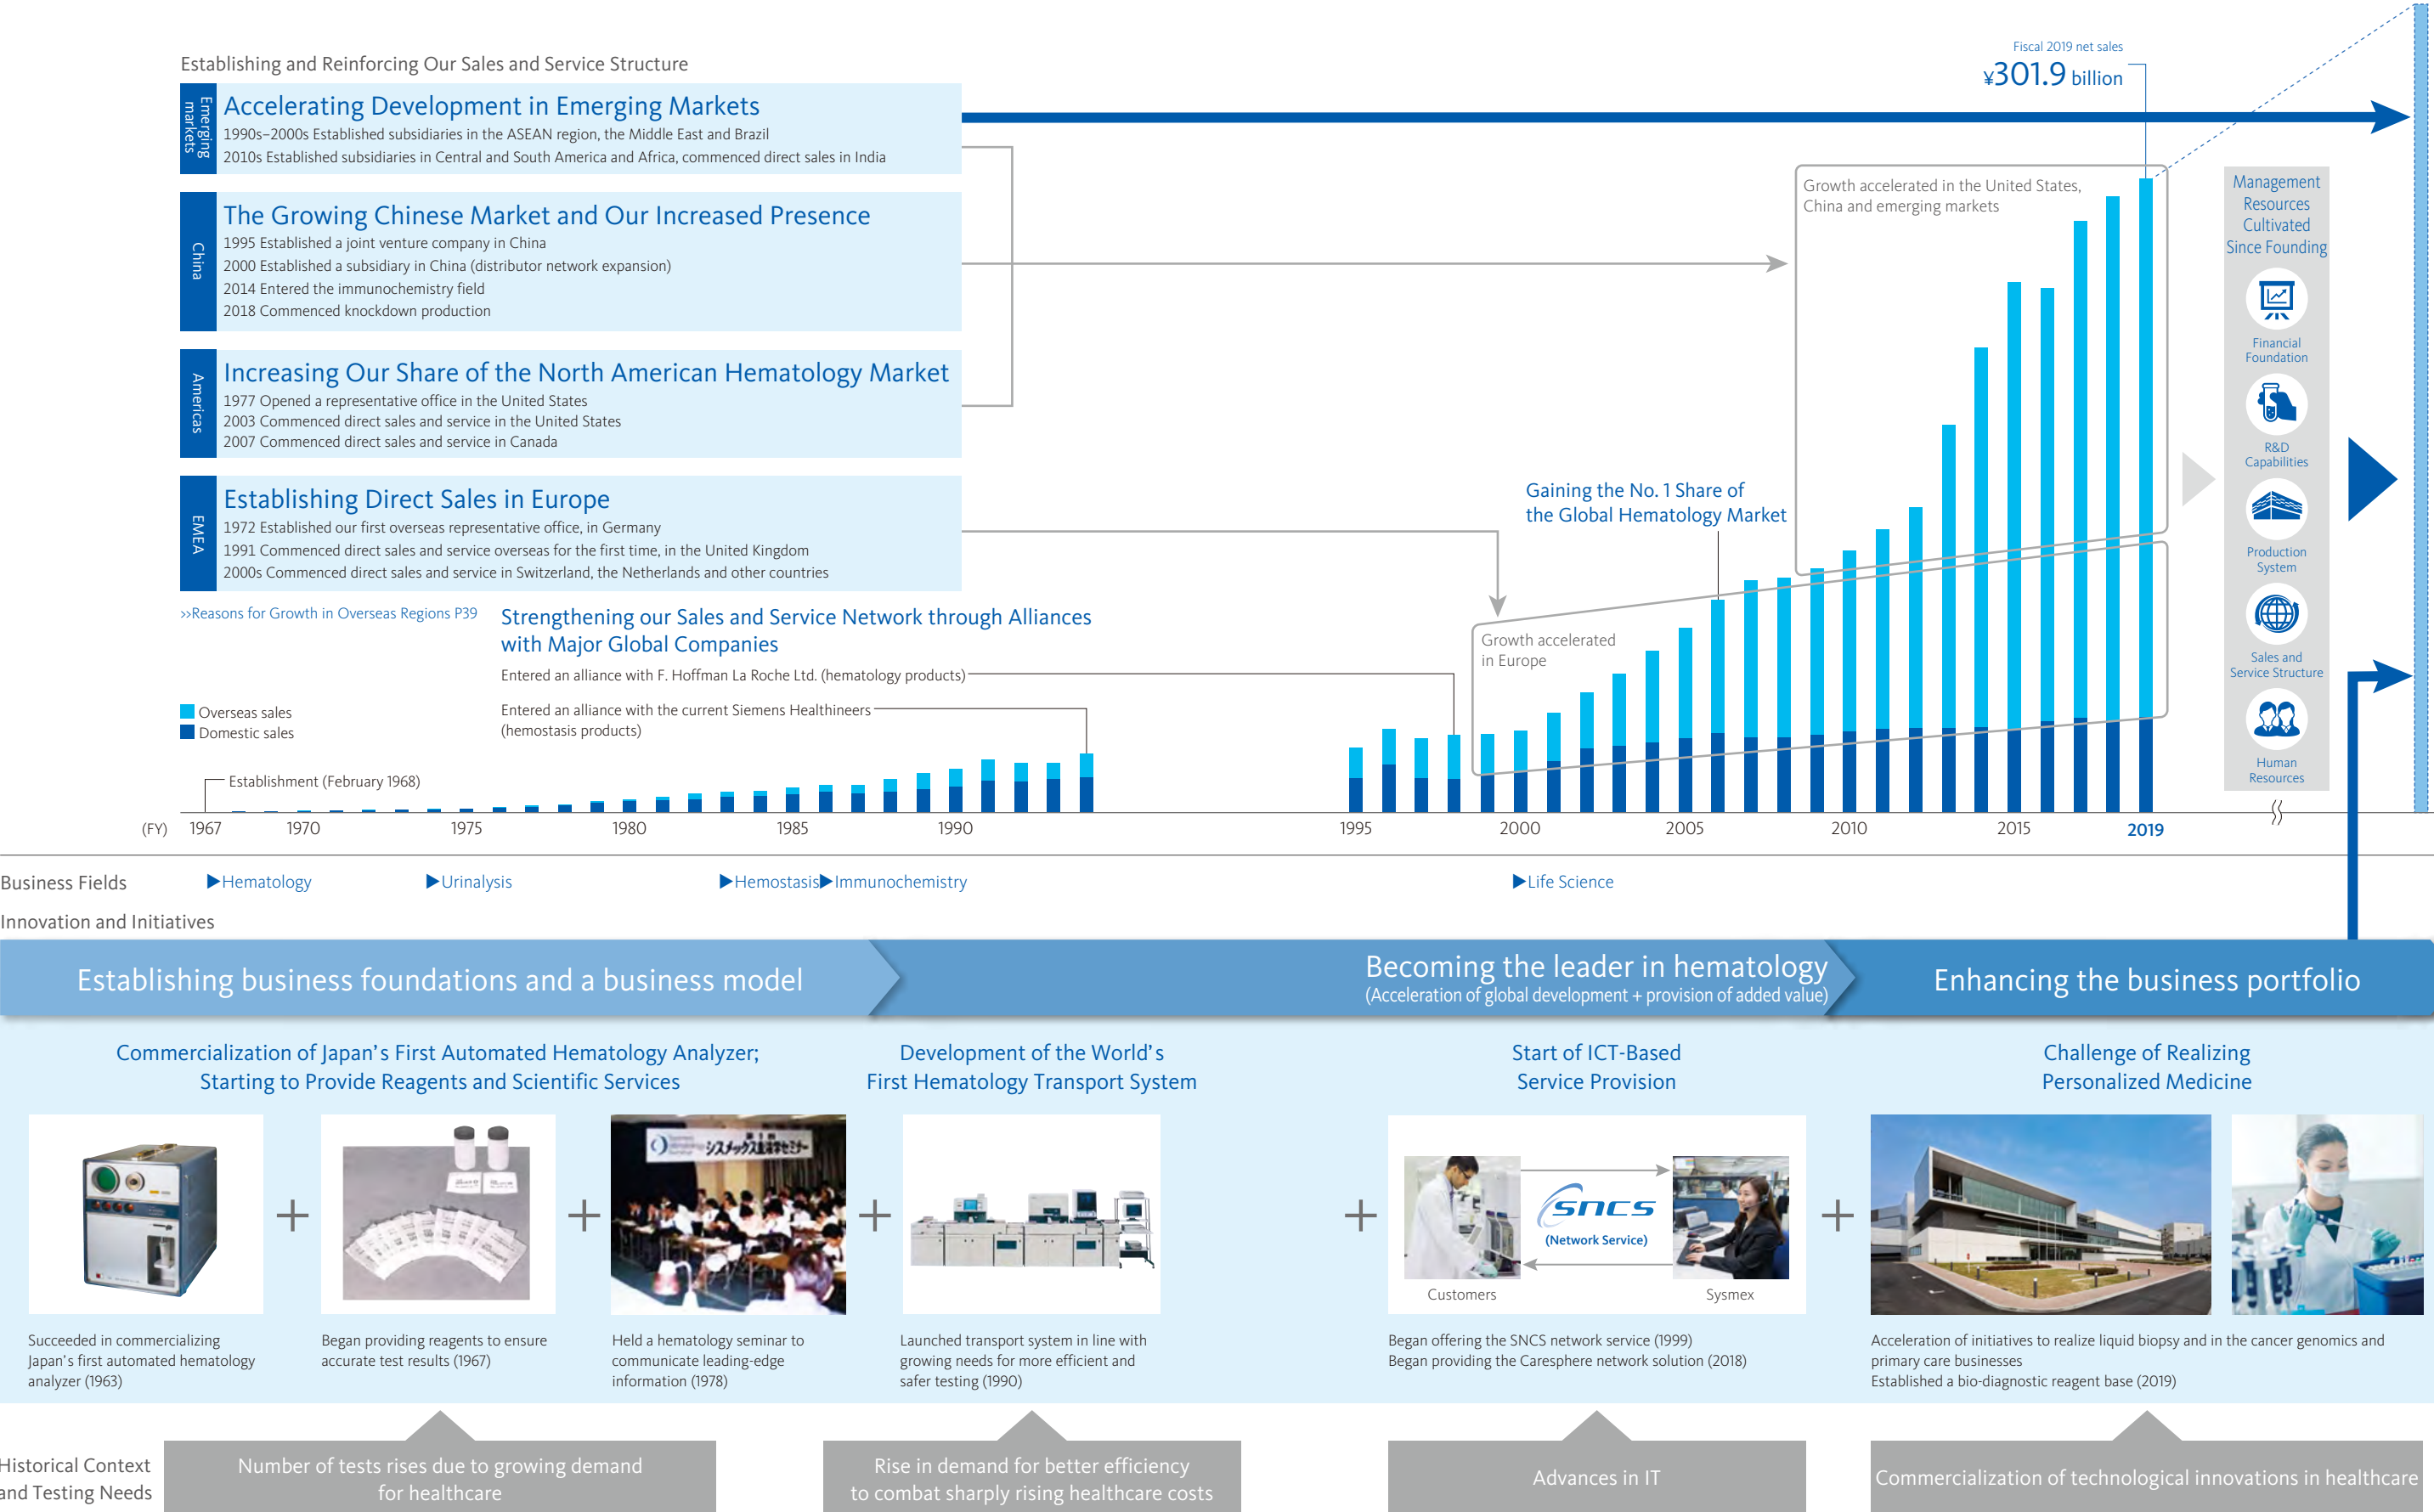 Establishing and Reinforcing Our Sales and Service Structure
Emerging markets
Accelerating Development in Emerging Markets
1990s–2000s Established subsidiaries in the ASEAN region, the Middle East and Brazil
2010s Established subsidiaries in Central and South America and Africa, commenced direct sales in India
China
The Growing Chinese Market and Our Increased Presence
1995 Established a joint venture company in China
2000 Established a subsidiary in China (distributor network expansion)
2014 Entered the immunochemistry field
2018 Commenced knockdown production
Americas
Increasing Our Share of the North American Hematology Market
1977 Opened a representative office in the United States
2003 Commenced direct sales and service in the United States
2007 Commenced direct sales and service in Canada
EMEA
Establishing Direct Sales in Europe
1972 Established our first overseas representative office, in Germany
1991 Commenced direct sales and service overseas for the first time, in the United Kingdom
2000s Commenced direct sales and service in Switzerland, the Netherlands and other countries
>>Reasons for Growth in Overseas Regions P39
Strengthening our Sales and Service Network through Alliances
with Major Global Companies
Entered an alliance with F. Hoffman La Roche Ltd. (hematology products)
Entered an alliance with the current Siemens Healthineers
(hemostasis products)
Overseas sales
Domestic sales
Establishment (February 1968)
Fiscal 2019 net sales
¥301.9 billion
Growth accelerated in the United States,
China and emerging markets
Gaining the No. 1 Share of
the Global Hematology Market
Growth accelerated
in Europe
Management
Resources
Cultivated
Since Founding
Financial
Foundation
R&D
Capabilities
Production
System
Sales and
Service Structure
Human
Resources
(FY) 1967 1970 1975 1980 1985 1990 1995 2000 2005 2010 2015 2019
Business Fields
▶Hematology ▶Urinalysis ▶Hemostasis ▶Immunochemistry ▶Life Science
Innovation and Initiatives
Establishing business foundations and a business model
Becoming the leader in hematology
(Acceleration of global development + provision of added value)
Enhancing the business portfolio
Commercialization of Japan's First Automated Hematology Analyzer;
Starting to Provide Reagents and Scientific Services
Development of the World's
First Hematology Transport System
Start of ICT-Based
Service Provision
Challenge of Realizing
Personalized Medicine
+ + + + +
シスメックス血液学セミナー
SNCS
(Network Service)
Customers
Sysmex
Succeeded in commercializing
Japan's first automated hematology
analyzer (1963)
Began providing reagents to ensure
accurate test results (1967)
Held a hematology seminar to
communicate leading-edge
information (1978)
Launched transport system in line with
growing needs for more efficient and
safer testing (1990)
Began offering the SNCS network service (1999)
Began providing the Caresphere network solution (2018)
Acceleration of initiatives to realize liquid biopsy and in the cancer genomics and
primary care businesses
Established a bio-diagnostic reagent base (2019)
Historical Context
and Testing Needs
Number of tests rises due to growing demand
for healthcare
Rise in demand for better efficiency
to combat sharply rising healthcare costs
Advances in IT
Commercialization of technological innovations in healthcare